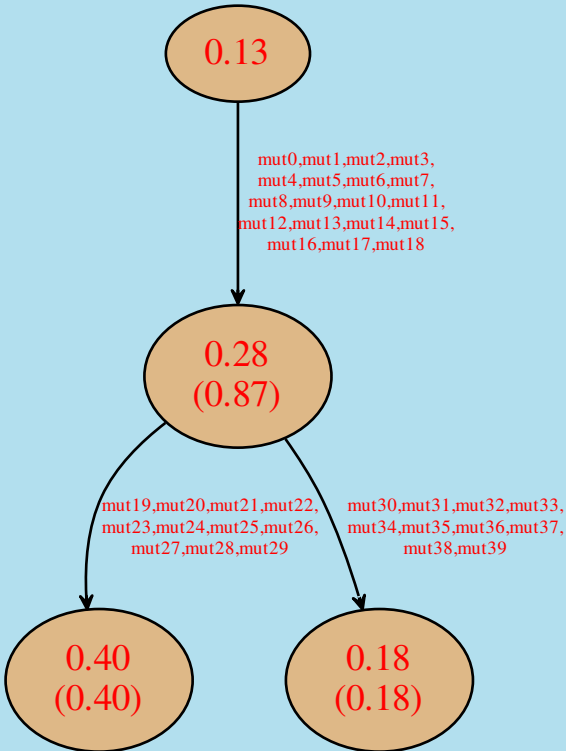 0.13
mut0,mut1,mut2,mut3,
mut4,mut5,mut6,mut7,
mut8,mut9,mut10,mut11,
mut12,mut13,mut14,mut15,
mut16,mut17,mut18
0.28
(0.87)
mut19,mut20,mut21,mut22,
mut23,mut24,mut25,mut26,
mut27,mut28,mut29
mut30,mut31,mut32,mut33,
mut34,mut35,mut36,mut37,
mut38,mut39
0.40
(0.40)
0.18
(0.18)